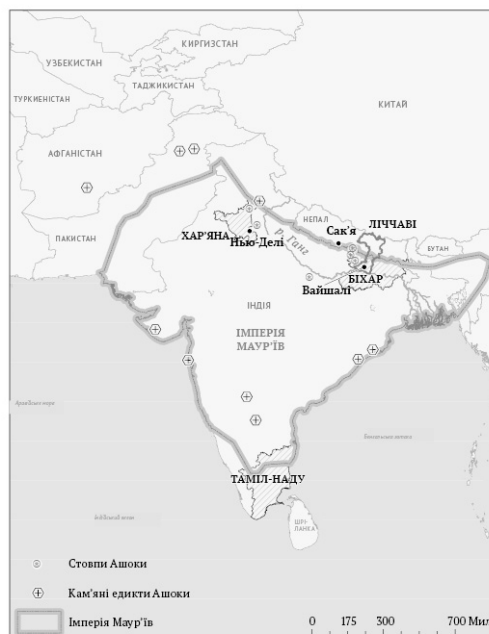 КИРГИЗСТАН
УЗБЕКИСТАН
ТАДЖИКИСТАН
ТУРКМЕНІСТАН
КИТАЙ
АФГАНІСТАН
НЕПАЛ
ЛІЧЧАВІ
Сак'я
ХАР'ЯНА
р. Ганг
ПАКИСТАН
Нью-Делі
БУТАН
БІХАР
Вайшалі
ІНДІЯ
ІМПЕРІЯ
МАУР'ЇВ
ТАМІЛ-НАДУ
ШРІ-
ЛАНКА
Стовпи Ашоки
Кам'яні едикти Ашоки
Імперія Маур'їв
0 175 300 700 Мил